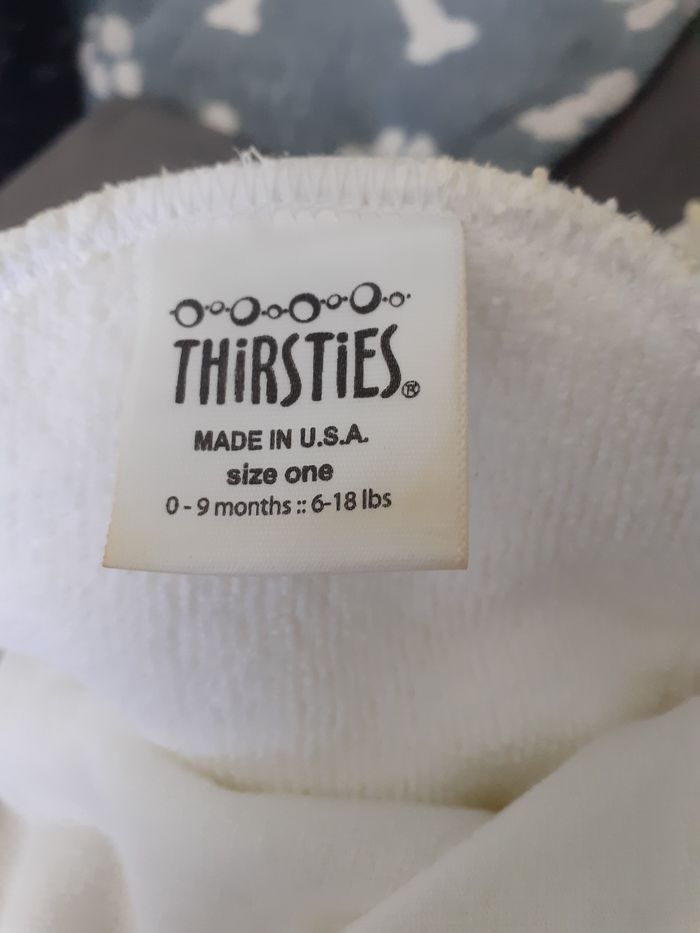 THiRSTiES®
MADE IN U.S.A.
size one
0 - 9 months :: 6-18 lbs